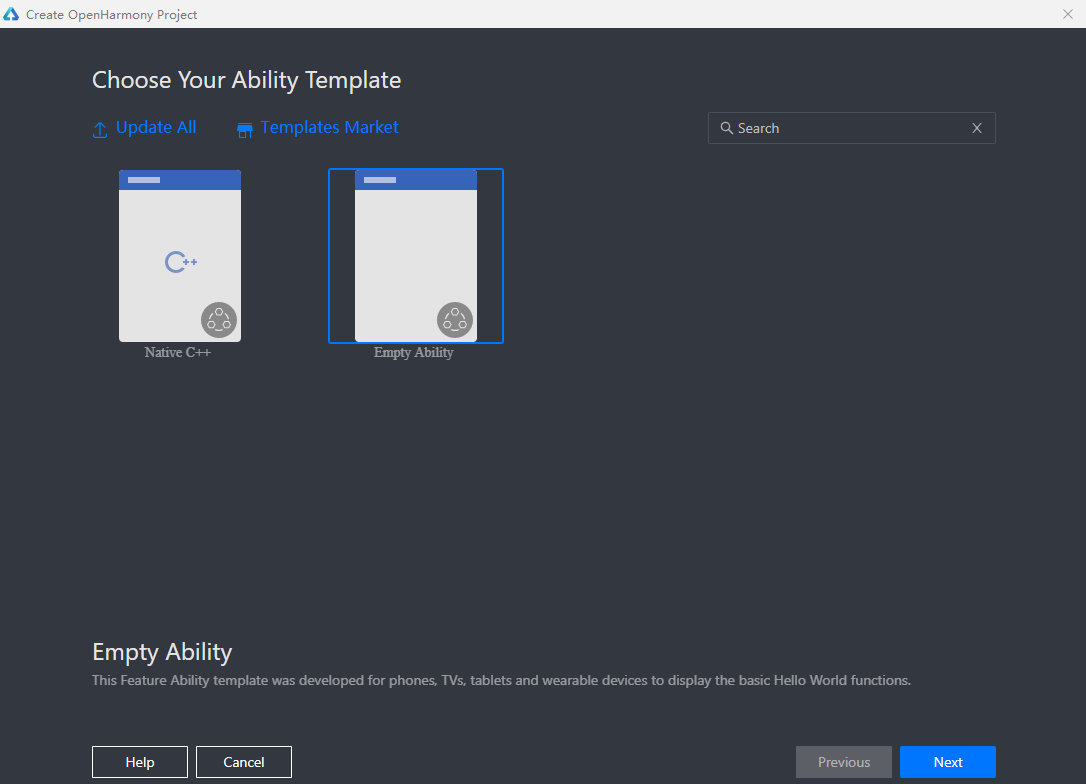 Create OpenHarmony Project
Choose Your Ability Template
Update All
Templates Market
Search
C++
Native C++
Empty Ability
Empty Ability
This Feature Ability template was developed for phones, TVs, tablets and wearable devices to display the basic Hello World functions.
Help
Cancel
Previous
Next